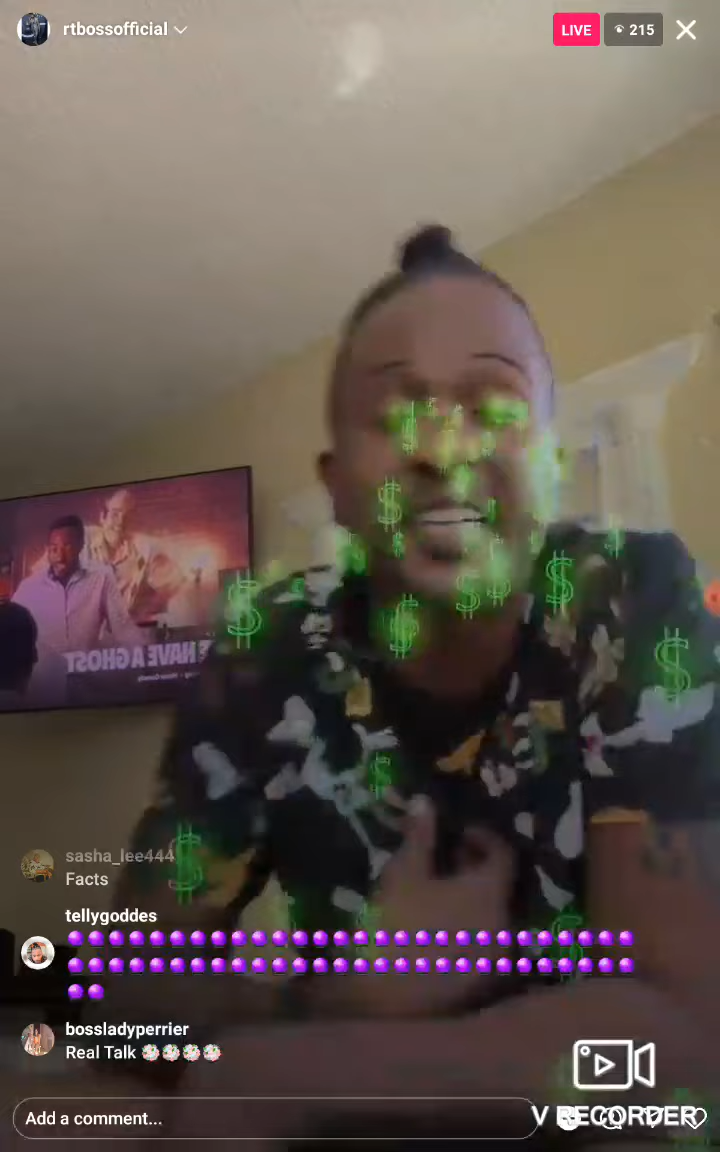 rtbossofficial
LIVE
215
E HAVE A GHOST
sasha_lee444
Facts
tellygoddes
bossladyperrier
Real Talk
Add a comment...
V RECORDER